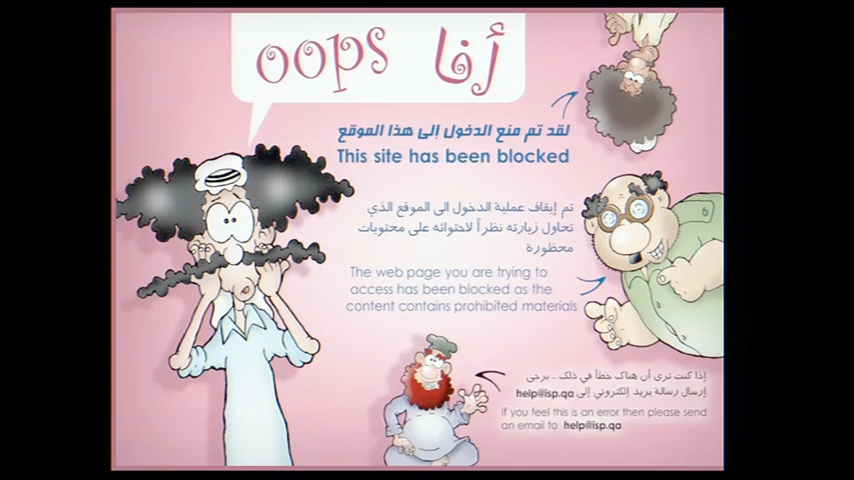 oops أفا
لقد تم منع الدخول إلى هذا الموقع
This site has been blocked
تم إيقاف عملية الدخول الى الموقع الذي
تحاول زيارته نظراً لاحتوائه على محتويات
محظورة
The web page you are trying to
access has been blocked as the
content contains prohibited materials
إذا كنت ترى أن هناك خطأ في ذلك .. يرجى
إرسال رسالة بريد إلكتروني إلى help@isp.qa
If you feel this is an error then please send
an email to help@isp.qa